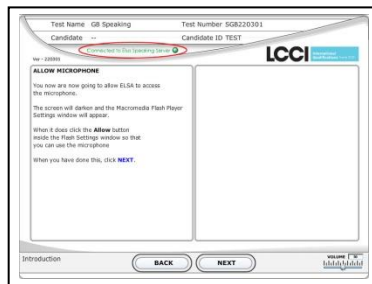 Test Name GB Speaking Test Number SGB220301
Candidate -- Candidate ID TEST
Connected to Elsa Speaking Server
Ver - 220301
LCCI International
ALLOW MICROPHONE
You now are now going to allow ELSA to access
the microphone.
The screen will darken and the Macromedia Flash Player
Settings window will appear.
When it does click the Allow button
inside the Flash Settings window so that
you can use the microphone
When you have done this, click NEXT.
Introduction
BACK
NEXT
VOLUME